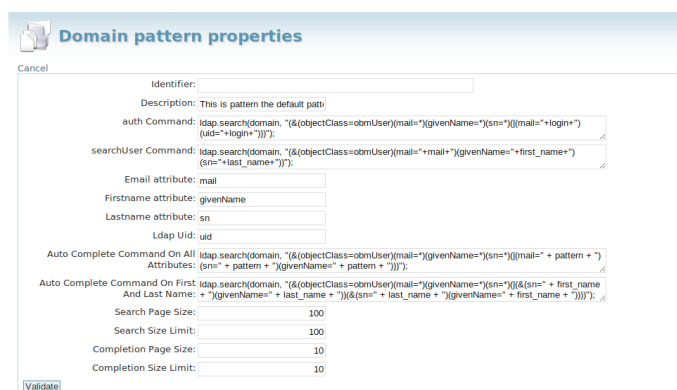 Domain pattern properties
Cancel
Identifier:
Description: This is pattern the default patt
auth Command: ldap.search(domain, "(&(objectClass=obmUser)(mail=*)(givenName=*)(sn=*)(|(mail="+login+")
(uid="+login+")))");
searchUser Command: ldap.search(domain, "(&(objectClass=obmUser)(mail="+mail+")(givenName="+first_name+")
(sn="+last_name+"))");
Email attribute: mail
Firstname attribute: givenName
Lastname attribute: sn
Ldap Uid: uid
Auto Complete Command On All ldap.search(domain, "(&(objectClass=obmUser)(mail=*)(givenName=*)(sn=*)(|(mail=" + pattern + ")
Attributes: (sn=" + pattern + ")(givenName=" + pattern + ")))");
Auto Complete Command On First ldap.search(domain, "(&(objectClass=obmUser)(mail=*)(givenName=*)(sn=*)(|(&(sn=" + first_name
And Last Name: + ")(givenName=" + last_name + "))(&(sn=" + last_name + ")(givenName=" + first_name + "))))");
Search Page Size: 100
Search Size Limit: 100
Completion Page Size: 10
Completion Size Limit: 10
Validate